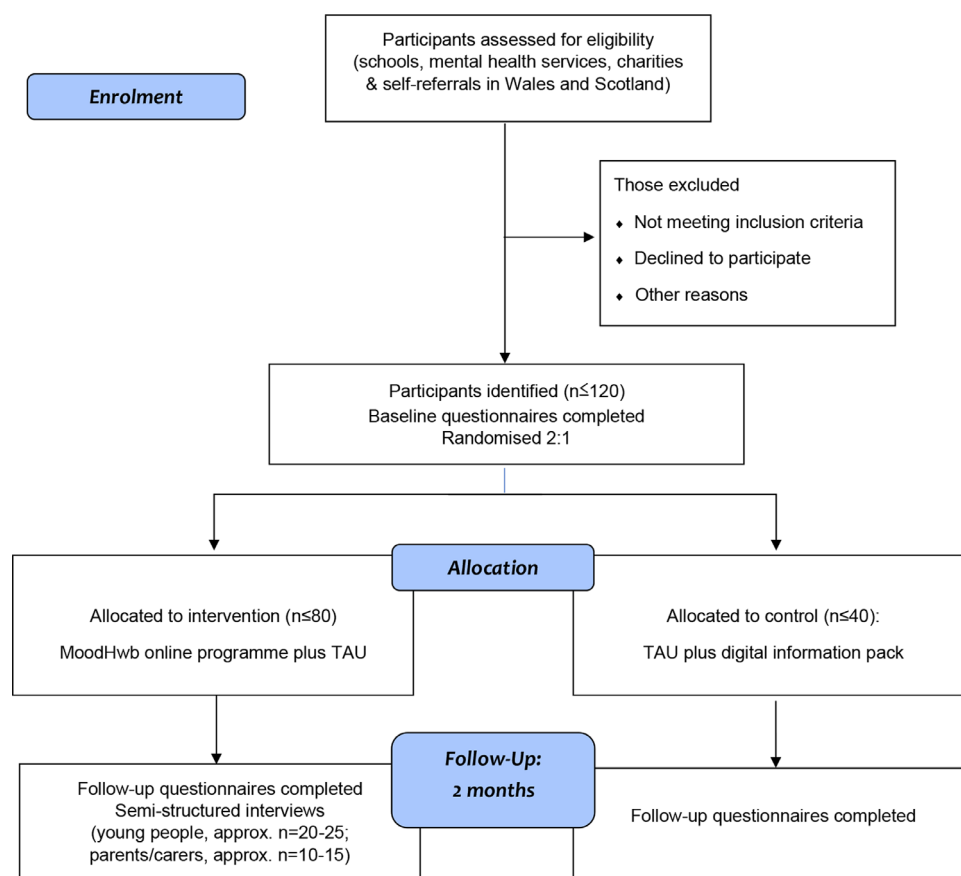 Participants assessed for eligibility
(schools, mental health services, charities
& self-referrals in Wales and Scotland)
Enrolment
Those excluded
♦ Not meeting inclusion criteria
♦ Declined to participate
♦ Other reasons
Participants identified (n≤120)
Baseline questionnaires completed
Randomised 2:1
Allocation
Allocated to intervention (n≤80)
MoodHwb online programme plus TAU
Allocated to control (n≤40):
TAU plus digital information pack
Follow-Up:
2 months
Follow-up questionnaires completed
Semi-structured interviews
(young people, approx. n=20-25;
parents/carers, approx. n=10-15)
Follow-up questionnaires completed